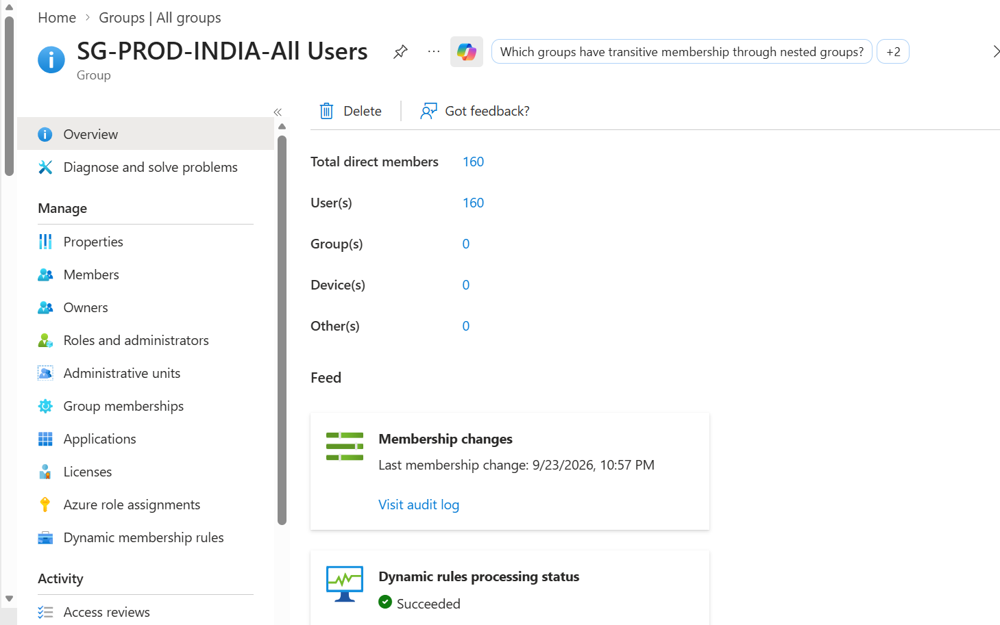 Home > Groups | All groups
SG-PROD-INDIA-All Users
Group
Which groups have transitive membership through nested groups?
+2
Delete
Got feedback?
Overview
Diagnose and solve problems
Manage
Properties
Members
Owners
Roles and administrators
Administrative units
Group memberships
Applications
Licenses
Azure role assignments
Dynamic membership rules
Activity
Access reviews
Total direct members 160
User(s) 160
Group(s) 0
Device(s) 0
Other(s) 0
Feed
Membership changes
Last membership change: 9/23/2026, 10:57 PM
Visit audit log
Dynamic rules processing status
Succeeded